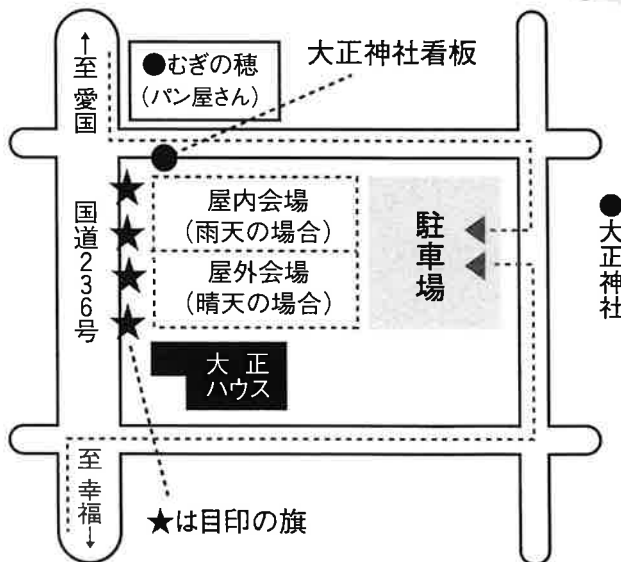 ←至 愛国
●むぎの穂
(パン屋さん)
大正神社看板
国道236号
屋内会場
(雨天の場合)
屋外会場
(晴天の場合)
駐車場
●大正神社
大正
ハウス
至 幸福→
★は目印の旗